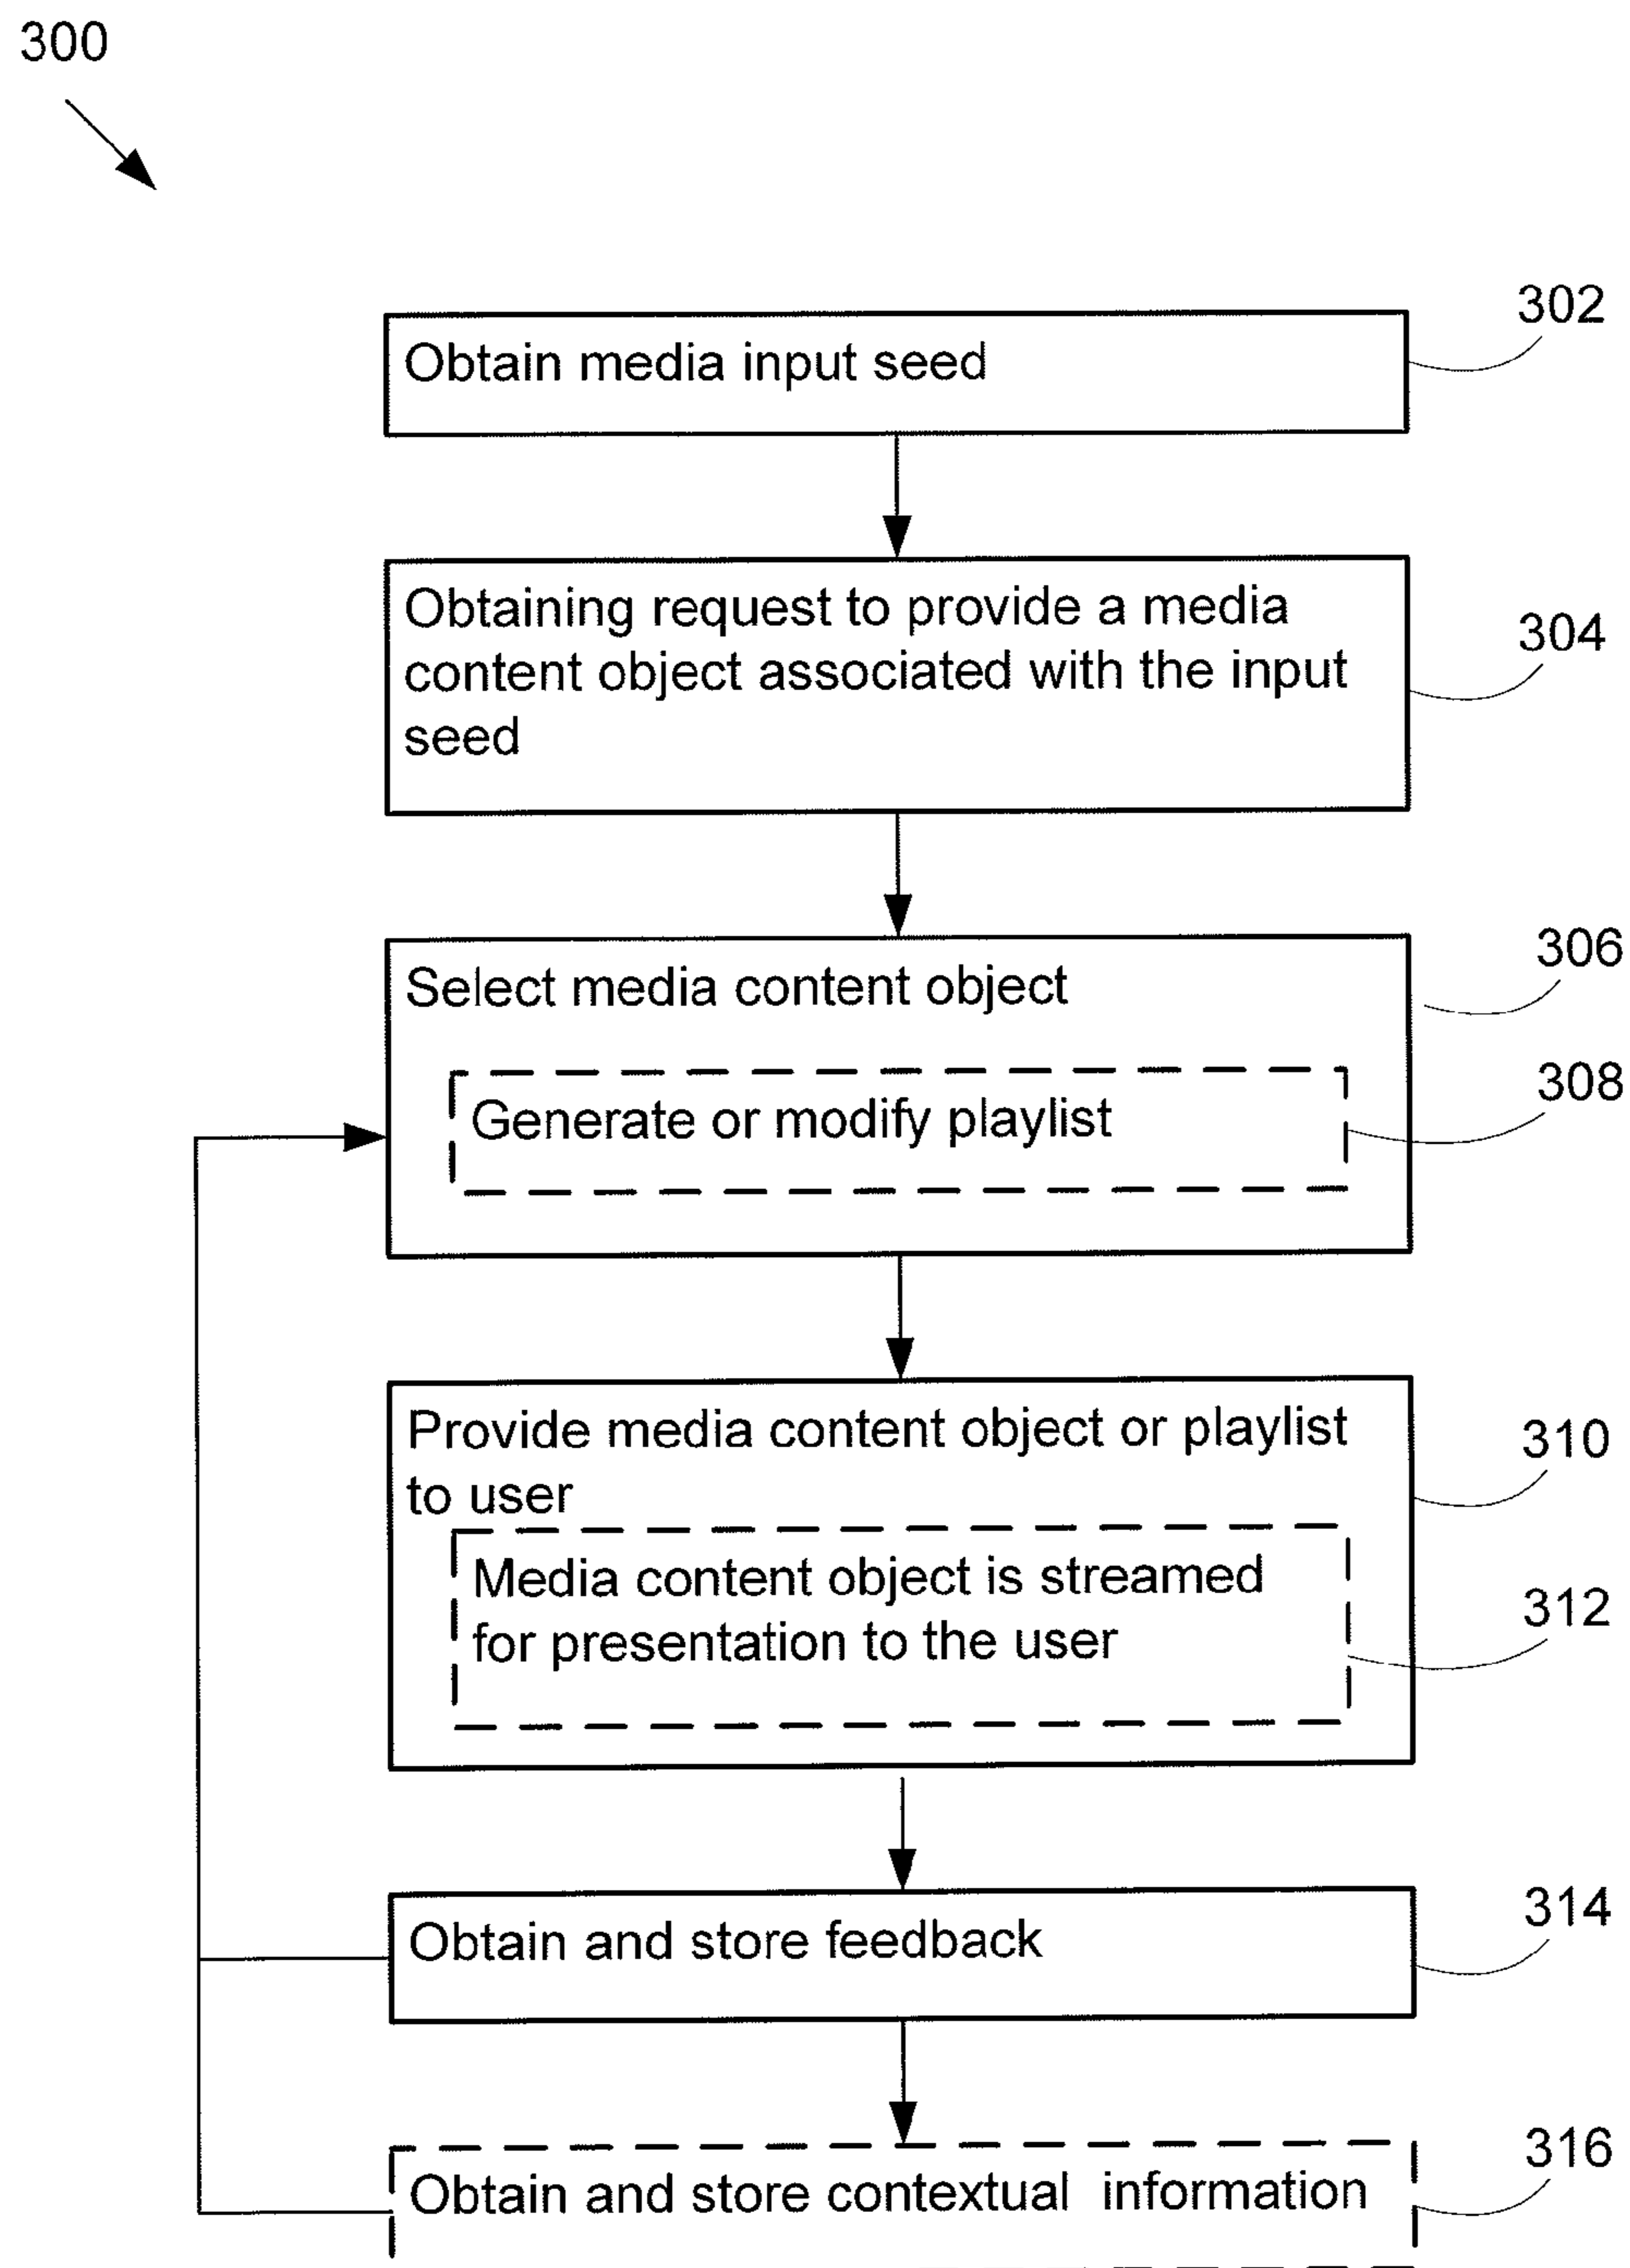 300
302
Obtain media input seed
304
Obtaining request to provide a media
content object associated with the input
seed
306
Select media content object
308
Generate or modify playlist
310
Provide media content object or playlist
to user
312
Media content object is streamed
for presentation to the user
314
Obtain and store feedback
316
Obtain and store contextual information